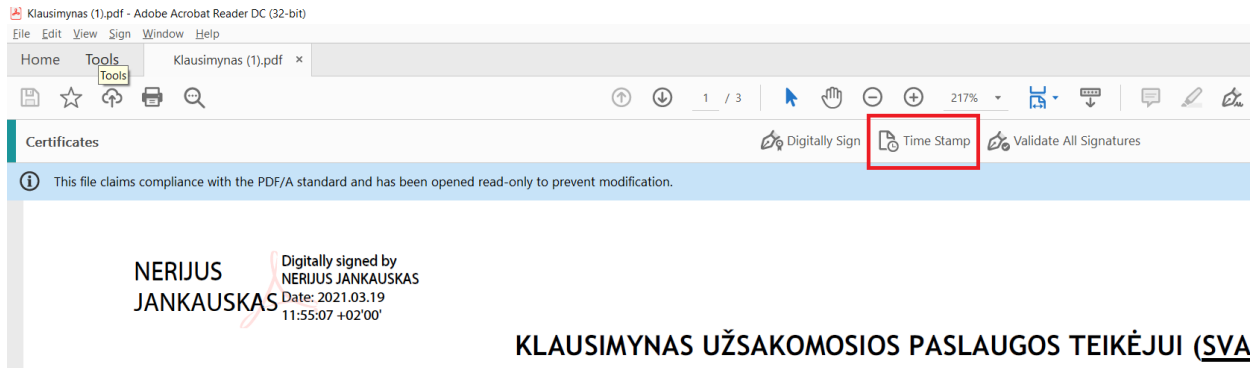 Klausimynas (1).pdf - Adobe Acrobat Reader DC (32-bit)
File Edit View Sign Window Help
Home Tools Klausimynas (1).pdf ×
Tools
1 / 3 217%
Certificates Digitally Sign Time Stamp Validate All Signatures
This file claims compliance with the PDF/A standard and has been opened read-only to prevent modification.
NERIJUS
JANKAUSKAS
Digitally signed by
NERIJUS JANKAUSKAS
Date: 2021.03.19
11:55:07 +02'00'
KLAUSIMYNAS UŽSAKOMOSIOS PASLAUGOS TEIKĖJUI (SVA